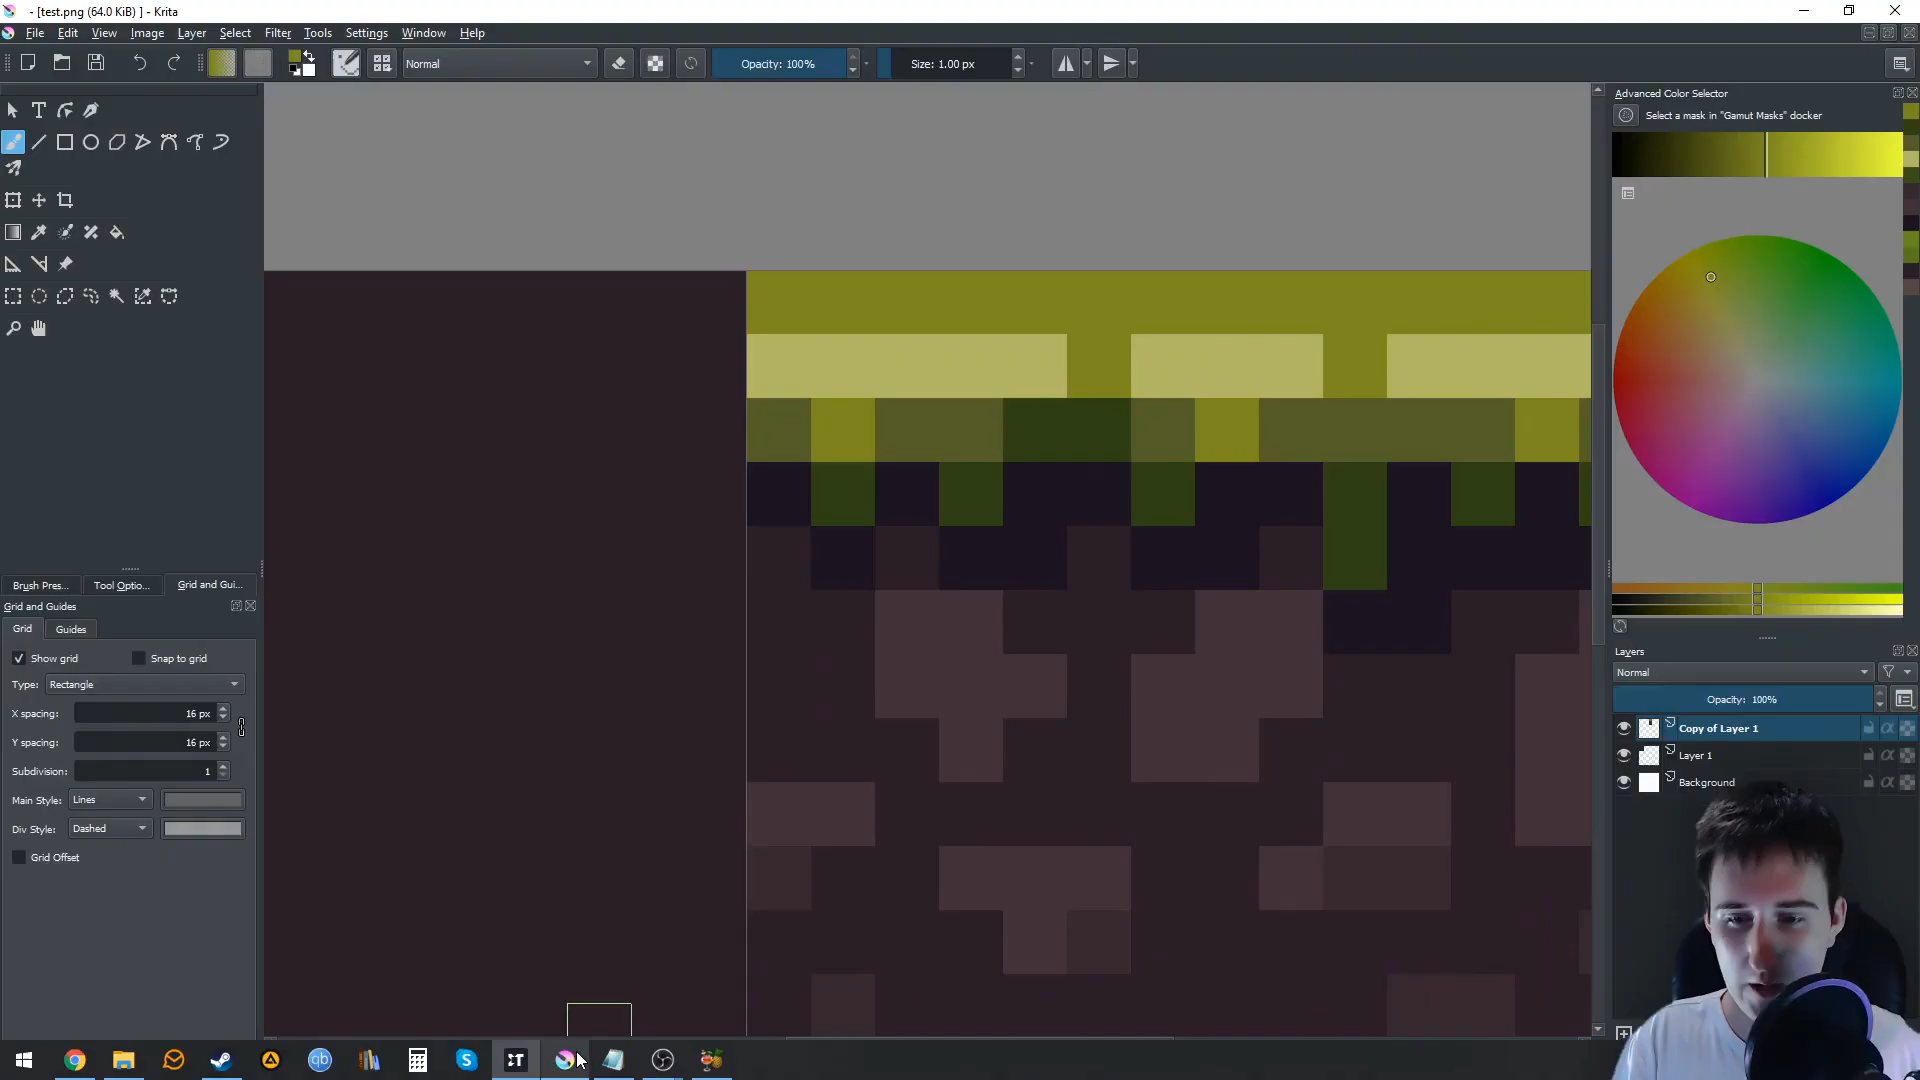 - [test.png (64.0 KiB) ] - Krita
File Edit View Image Layer Select Filter Tools Settings Window Help
Normal
Opacity: 100%
Size: 1.00 px
Advanced Color Selector
Select a mask in "Gamut Masks" docker
Brush Pres...
Tool Optio...
Grid and Gui...
Grid and Guides
Grid
Guides
Show grid
Snap to grid
Type: Rectangle
X spacing: 16 px
Y spacing: 16 px
Subdivision: 1
Main Style: Lines
Div Style: Dashed
Grid Offset
Layers
Normal
Opacity: 100%
Copy of Layer 1
Layer 1
Background